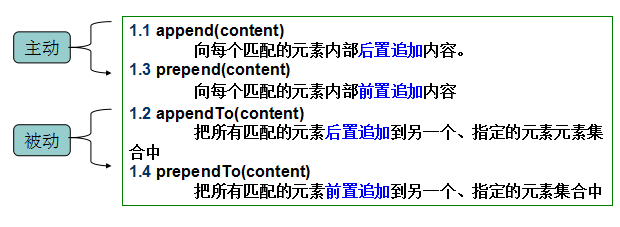 主动
1.1 append(content)
向每个匹配的元素内部后置追加内容。
1.3 prepend(content)
向每个匹配的元素内部前置追加内容
被动
1.2 appendTo(content)
把所有匹配的元素后置追加到另一个、指定的元素元素集
合中
1.4 prependTo(content)
把所有匹配的元素前置追加到另一个、指定的元素集合中